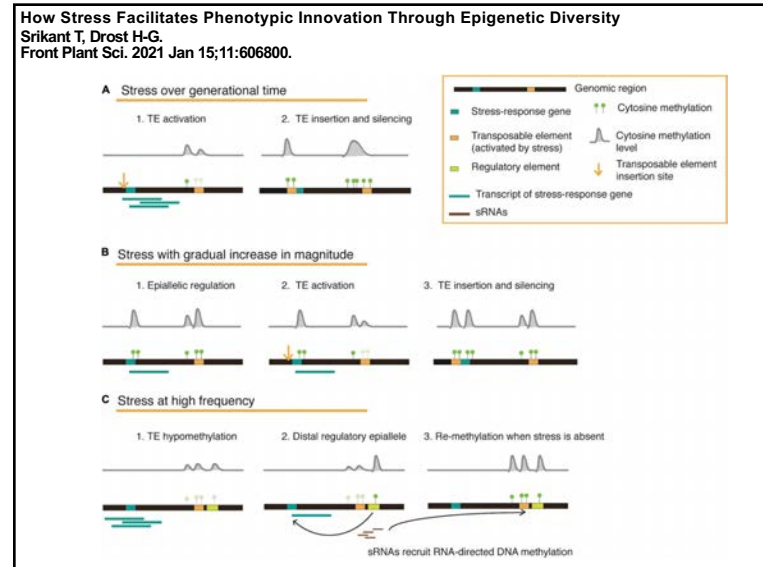 How Stress Facilitates Phenotypic Innovation Through Epigenetic Diversity
Srikant T, Drost H-G.
Front Plant Sci. 2021 Jan 15;11:606800.
A Stress over generational time
1. TE activation
2. TE insertion and silencing
Genomic region
Stress-response gene
Cytosine methylation
Transposable element
(activated by stress)
Cytosine methylation
level
Regulatory element
Transposable element
insertion site
Transcript of stress-response gene
sRNAs
B Stress with gradual increase in magnitude
1. Epiallelic regulation
2. TE activation
3. TE insertion and silencing
C Stress at high frequency
1. TE hypomethylation
2. Distal regulatory epiallele
3. Re-methylation when stress is absent
sRNAs recruit RNA-directed DNA methylation